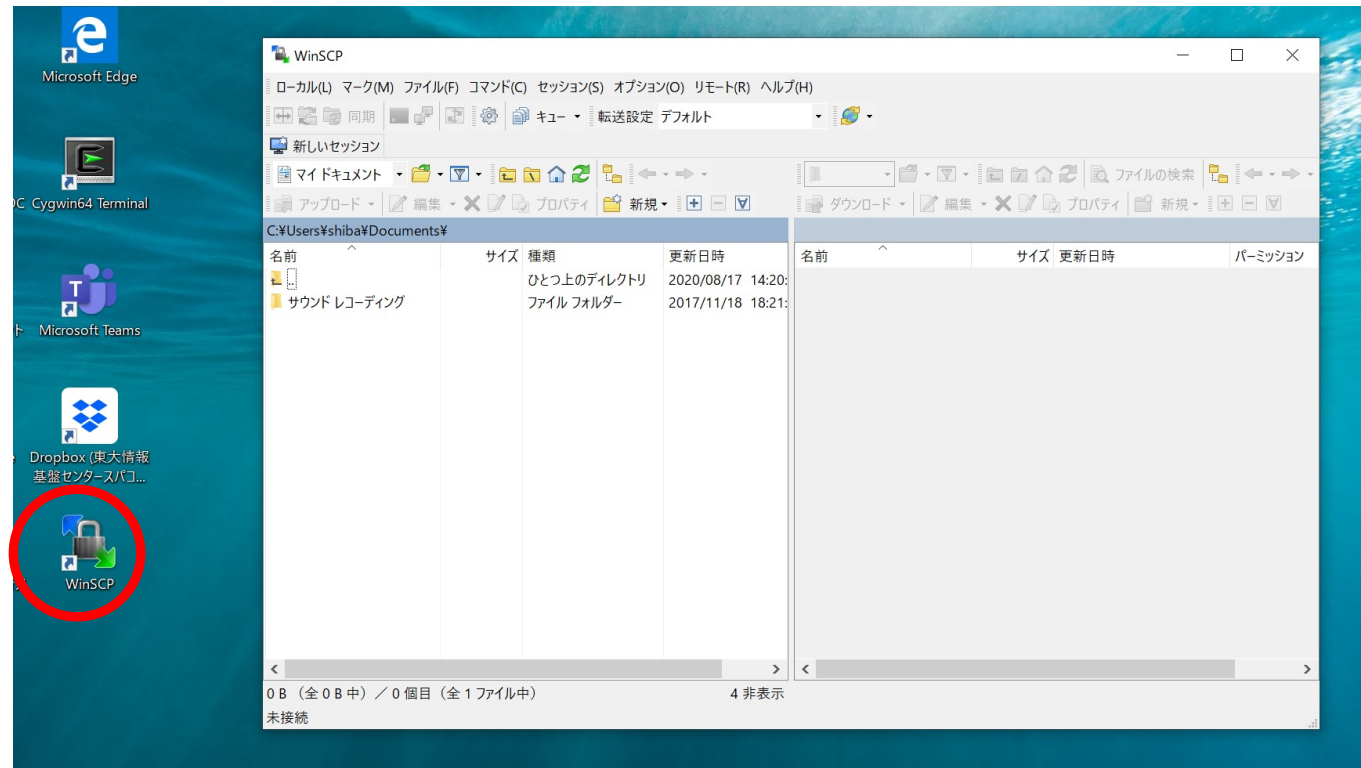 Microsoft Edge
Cygwin64 Terminal
Microsoft Teams
Dropbox (東大情報
基盤センタースパコ...
WinSCP
WinSCP
ローカル(L) マーク(M) ファイル(F) コマンド(C) セッション(S) オプション(O) リモート(R) ヘルプ(H)
同期 キュー 転送設定 デフォルト
新しいセッション
マイ ドキュメント ファイルの検索
アップロード 編集 プロパティ 新規 ダウンロード 編集 プロパティ 新規
C:¥Users¥shiba¥Documents¥
名前 サイズ 種類 更新日時 名前 サイズ 更新日時 パーミッション
.. ひとつ上のディレクトリ 2020/08/17 14:20:
サウンド レコーディング ファイル フォルダー 2017/11/18 18:21:
0 B （全 0 B 中）／ 0 個目（全 1 ファイル中） 4 非表示
未接続